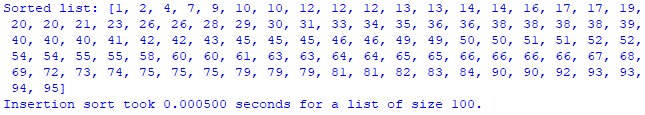 Sorted list: [1, 2, 4, 7, 9, 10, 10, 12, 12, 12, 13, 13, 14, 14, 16, 17, 17, 19,
20, 20, 21, 23, 26, 26, 28, 29, 30, 31, 33, 34, 35, 36, 36, 38, 38, 38, 38, 39,
40, 40, 40, 41, 42, 42, 43, 45, 45, 45, 46, 46, 49, 49, 50, 50, 51, 51, 52, 52,
54, 54, 55, 55, 58, 60, 60, 61, 63, 63, 64, 64, 65, 65, 66, 66, 66, 66, 67, 68,
69, 72, 73, 74, 75, 75, 75, 79, 79, 79, 81, 81, 82, 83, 84, 90, 90, 92, 93, 93,
94, 95]
Insertion sort took 0.000500 seconds for a list of size 100.